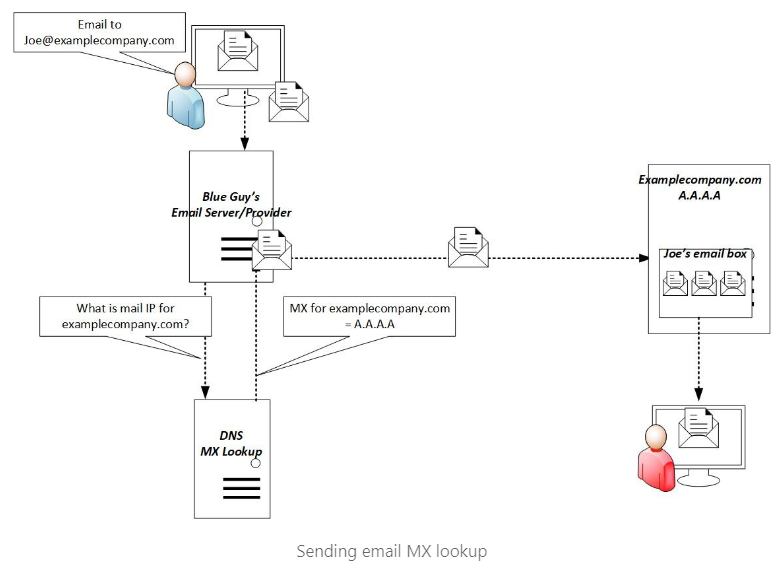 Email to
Joe@examplecompany.com
Blue Guy's
Email Server/Provider
Examplecompany.com
A.A.A.A
Joe's email box
What is mail IP for
examplecompany.com?
MX for examplecompany.com
= A.A.A.A
DNS
MX Lookup
Sending email MX lookup